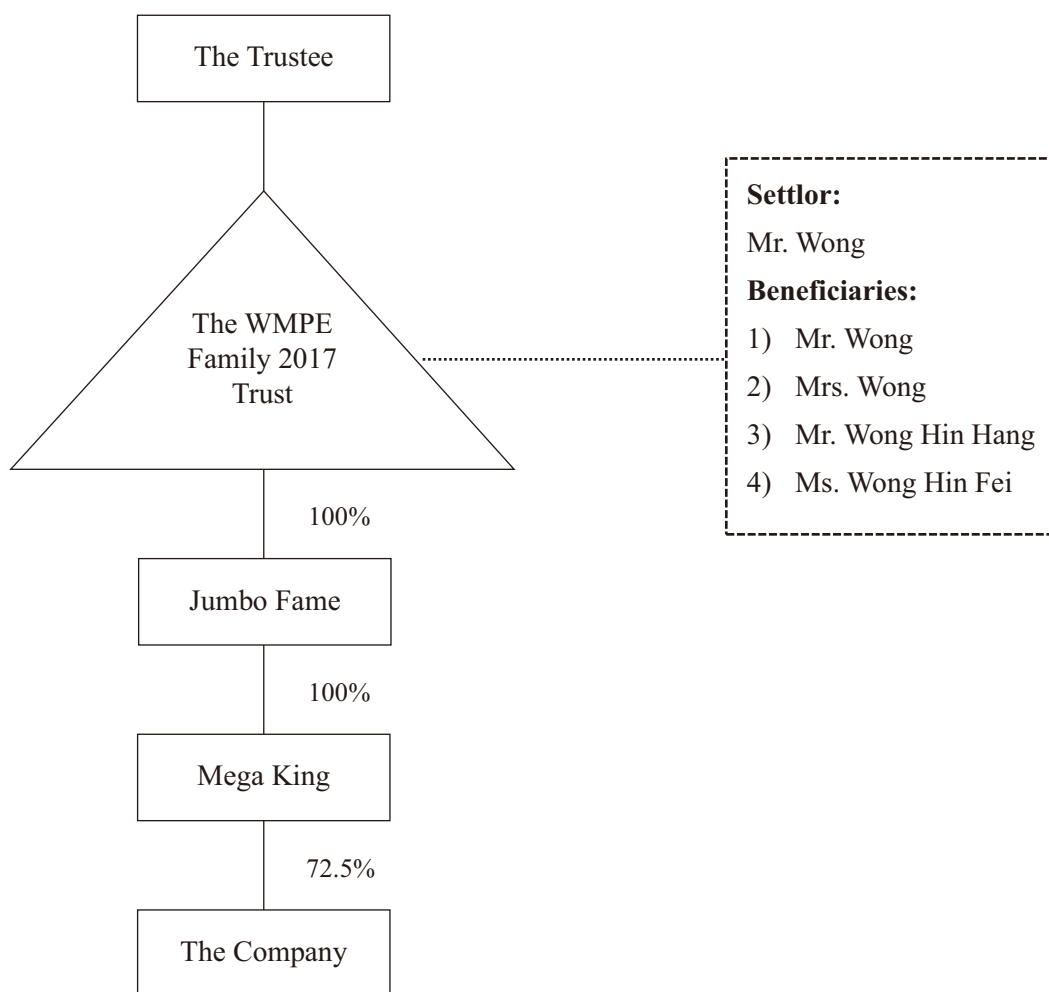 The Trustee
The WMPE
Family 2017
Trust
Settlor:
Mr. Wong
Beneficiaries:
1) Mr. Wong
2) Mrs. Wong
3) Mr. Wong Hin Hang
4) Ms. Wong Hin Fei
100%
Jumbo Fame
100%
Mega King
72.5%
The Company